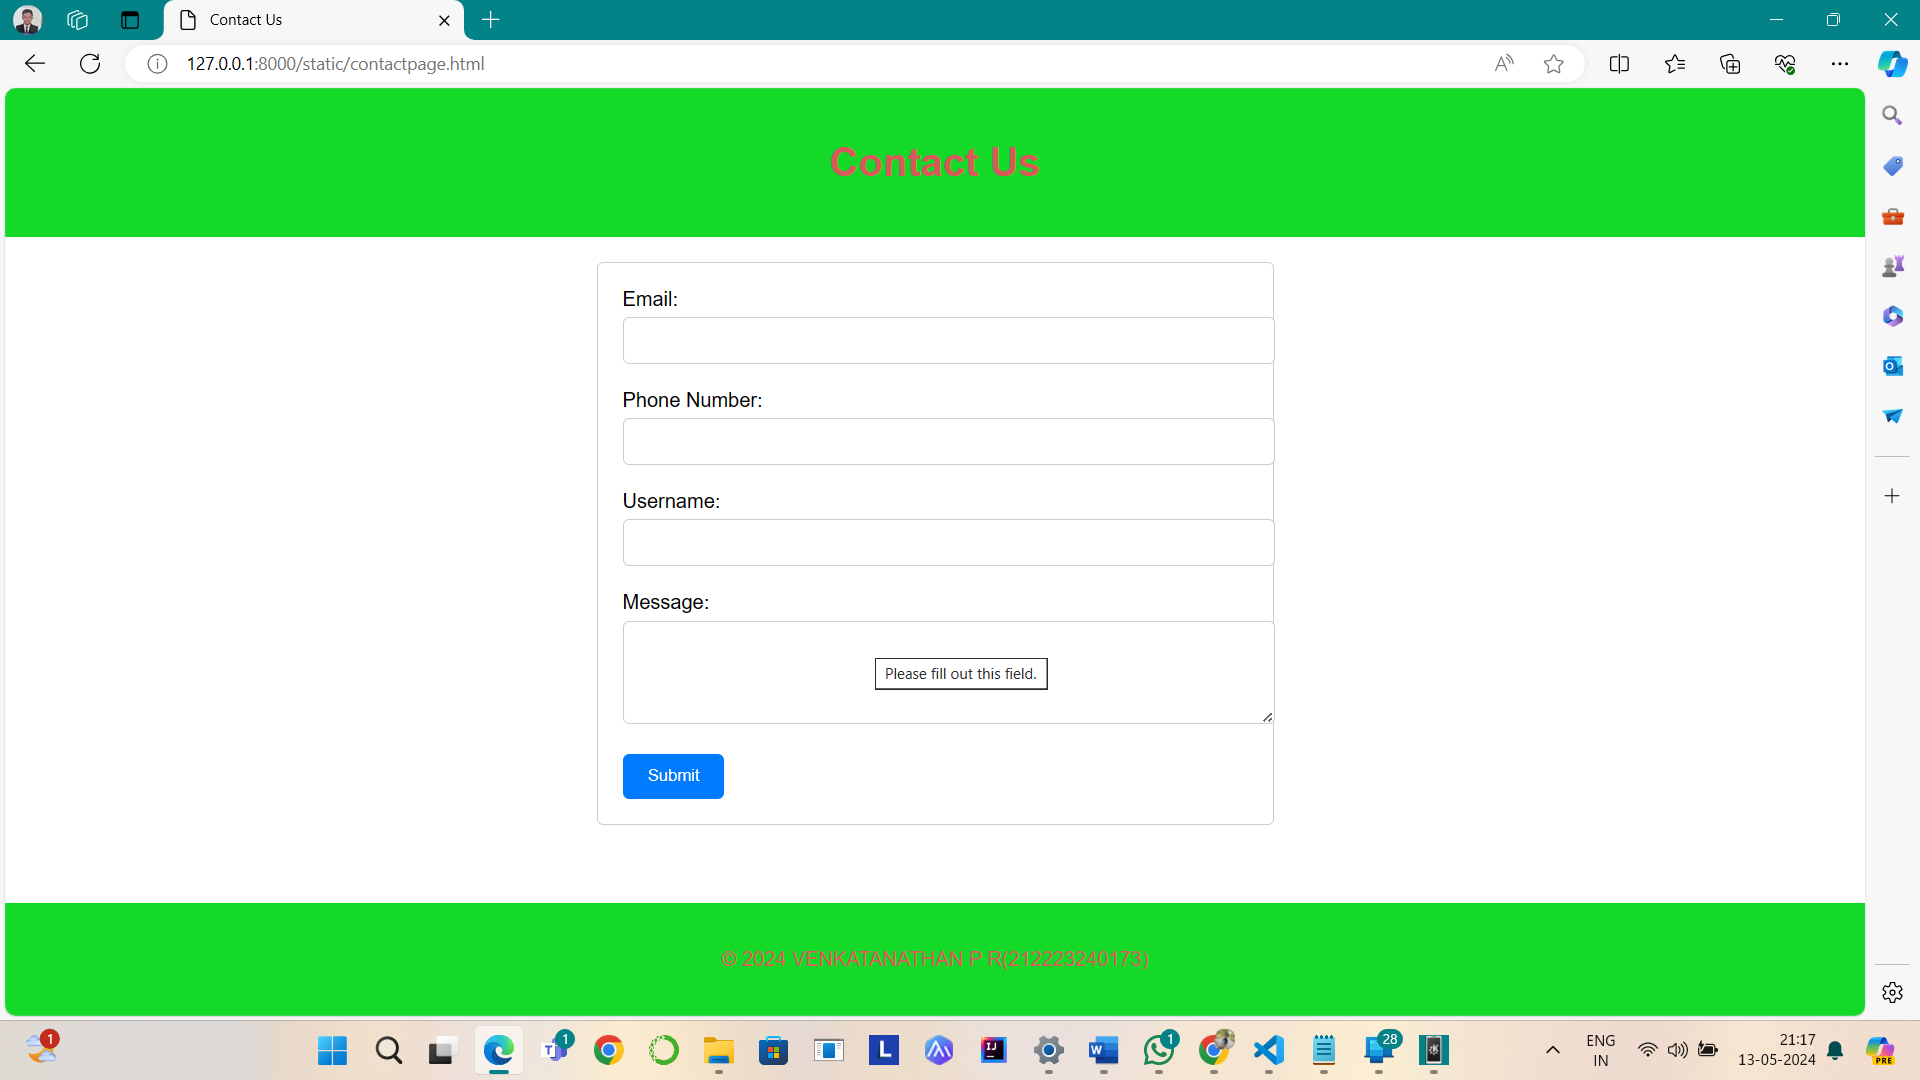 Contact Us
127.0.0.1:8000/static/contactpage.html
Contact Us
Email:
Phone Number:
Username:
Message:
Please fill out this field.
Submit
© 2024 VENKATANATHAN P R(212223240173)
1
1
1
28
ENG
IN
21:17
13-05-2024
PRE